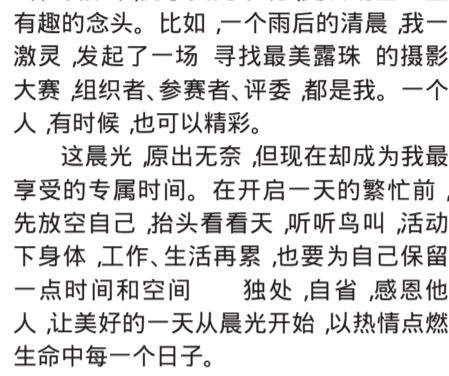 有趣的念头。比如 ,一个雨后的清晨 ,我一
激灵 ,发起了一场 寻找最美露珠 的摄影
大赛 ,组织者、参赛者、评委 ,都是我。一个
人 ,有时候 ,也可以精彩。
这晨光 ,原出无奈 ,但现在却成为我最
享受的专属时间。在开启一天的繁忙前 ,
先放空自己 ,抬头看看天 ,听听鸟叫 ,活动
下身体 ,工作、生活再累 ,也要为自己保留
一点时间和空间 独处 ,自省 ,感恩他
人 ,让美好的一天从晨光开始 ,以热情点燃
生命中每一个日子。